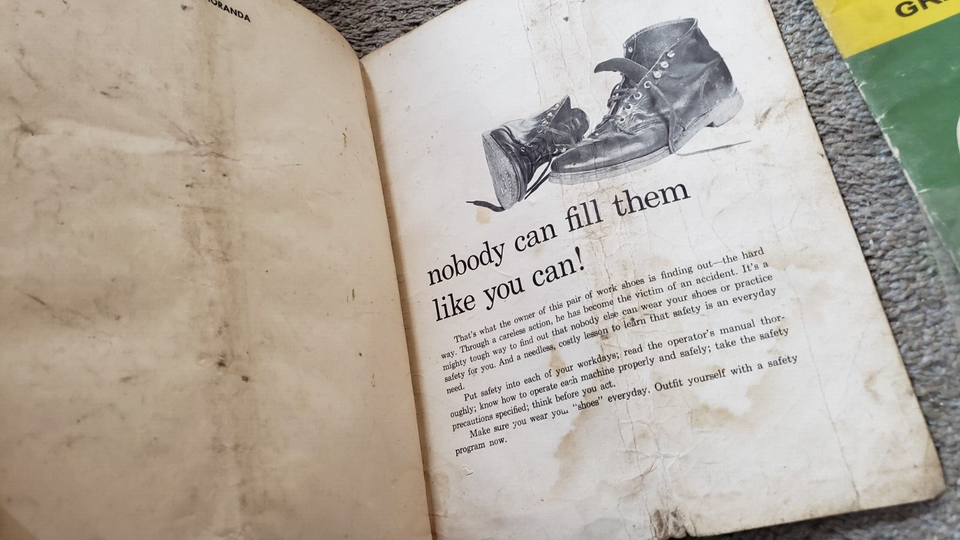 nobody can fill them
like you can!
That's what the owner of this pair of work shoes is finding out—the hard
way. Through a careless action, he has become the victim of an accident. It's a
mighty tough way to find out that nobody else can wear your shoes or practice
safety for you. And a needless, costly lesson to learn that safety is an everyday
need.
Put safety into each of your workdays; read the operator's manual thor-
oughly; know how to operate each machine properly and safely; take the safety
precautions specified; think before you act.
Make sure you wear your "shoes" everyday. Outfit yourself with a safety
program now.